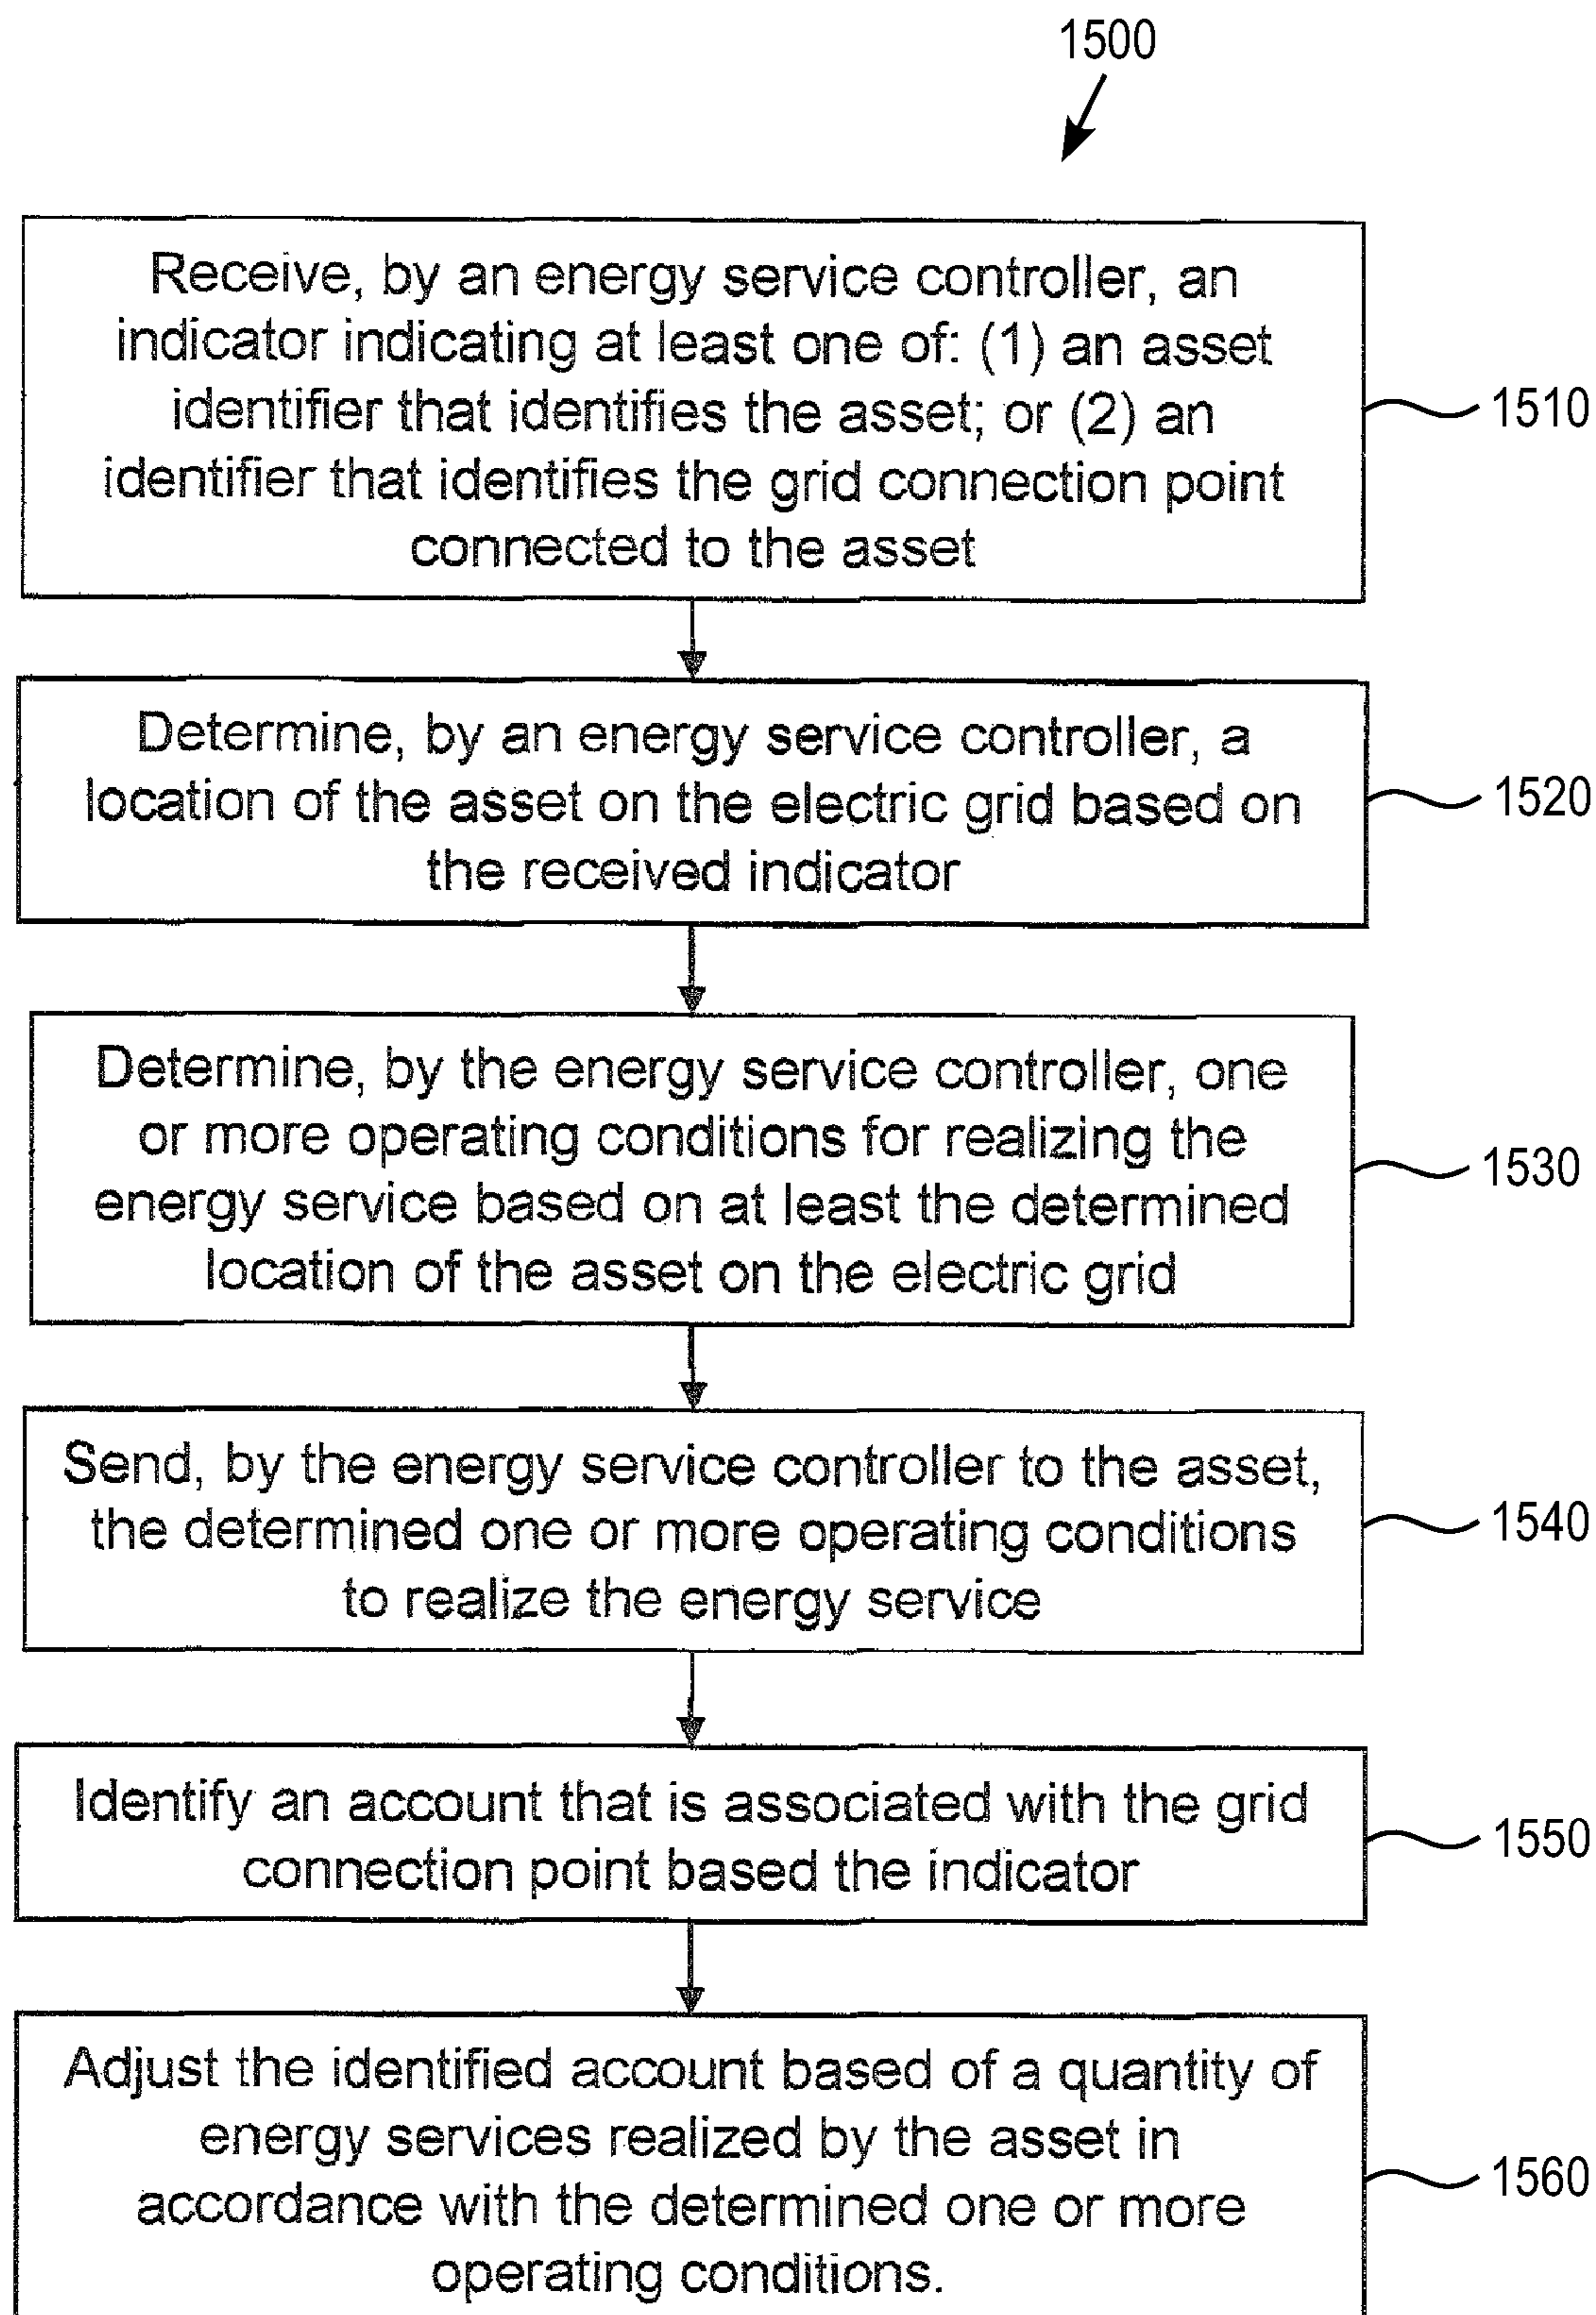 1500
Receive, by an energy service controller, an
indicator indicating at least one of: (1) an asset
identifier that identifies the asset; or (2) an
identifier that identifies the grid connection point
connected to the asset
1510
Determine, by an energy service controller, a
location of the asset on the electric grid based on
the received indicator
1520
Determine, by the energy service controller, one
or more operating conditions for realizing the
energy service based on at least the determined
location of the asset on the electric grid
1530
Send, by the energy service controller to the asset,
the determined one or more operating conditions
to realize the energy service
1540
Identify an account that is associated with the grid
connection point based the indicator
1550
Adjust the identified account based of a quantity of
energy services realized by the asset in
accordance with the determined one or more
operating conditions.
1560